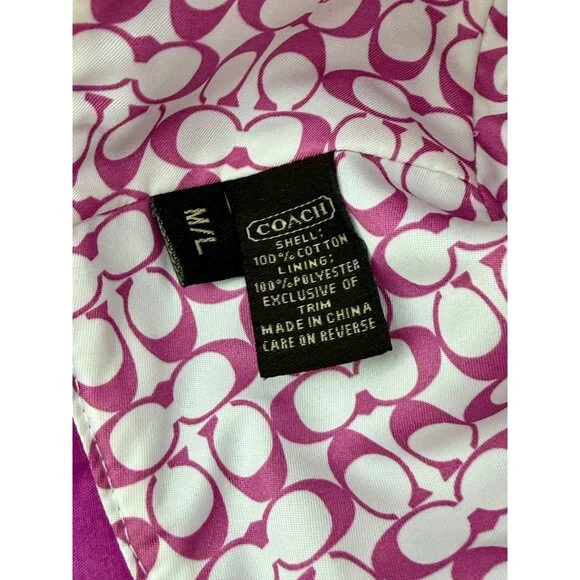 M/L
COACH
SHELL:
100% COTTON
LINING:
100% POLYESTER
EXCLUSIVE OF
TRIM
MADE IN CHINA
CARE ON REVERSE